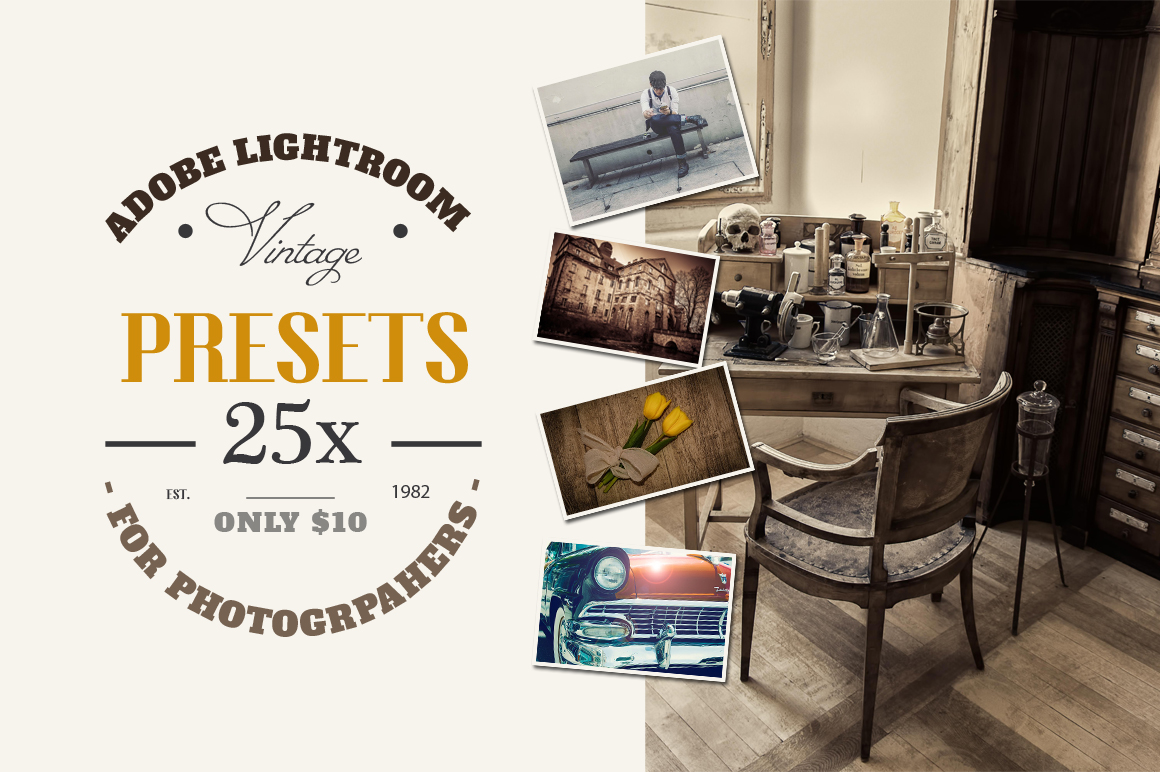 ADOBE LIGHTROOM
Vintage
PRESETS
25x
EST. 1982
ONLY $10
- FOR PHOTOGRPAHERS -